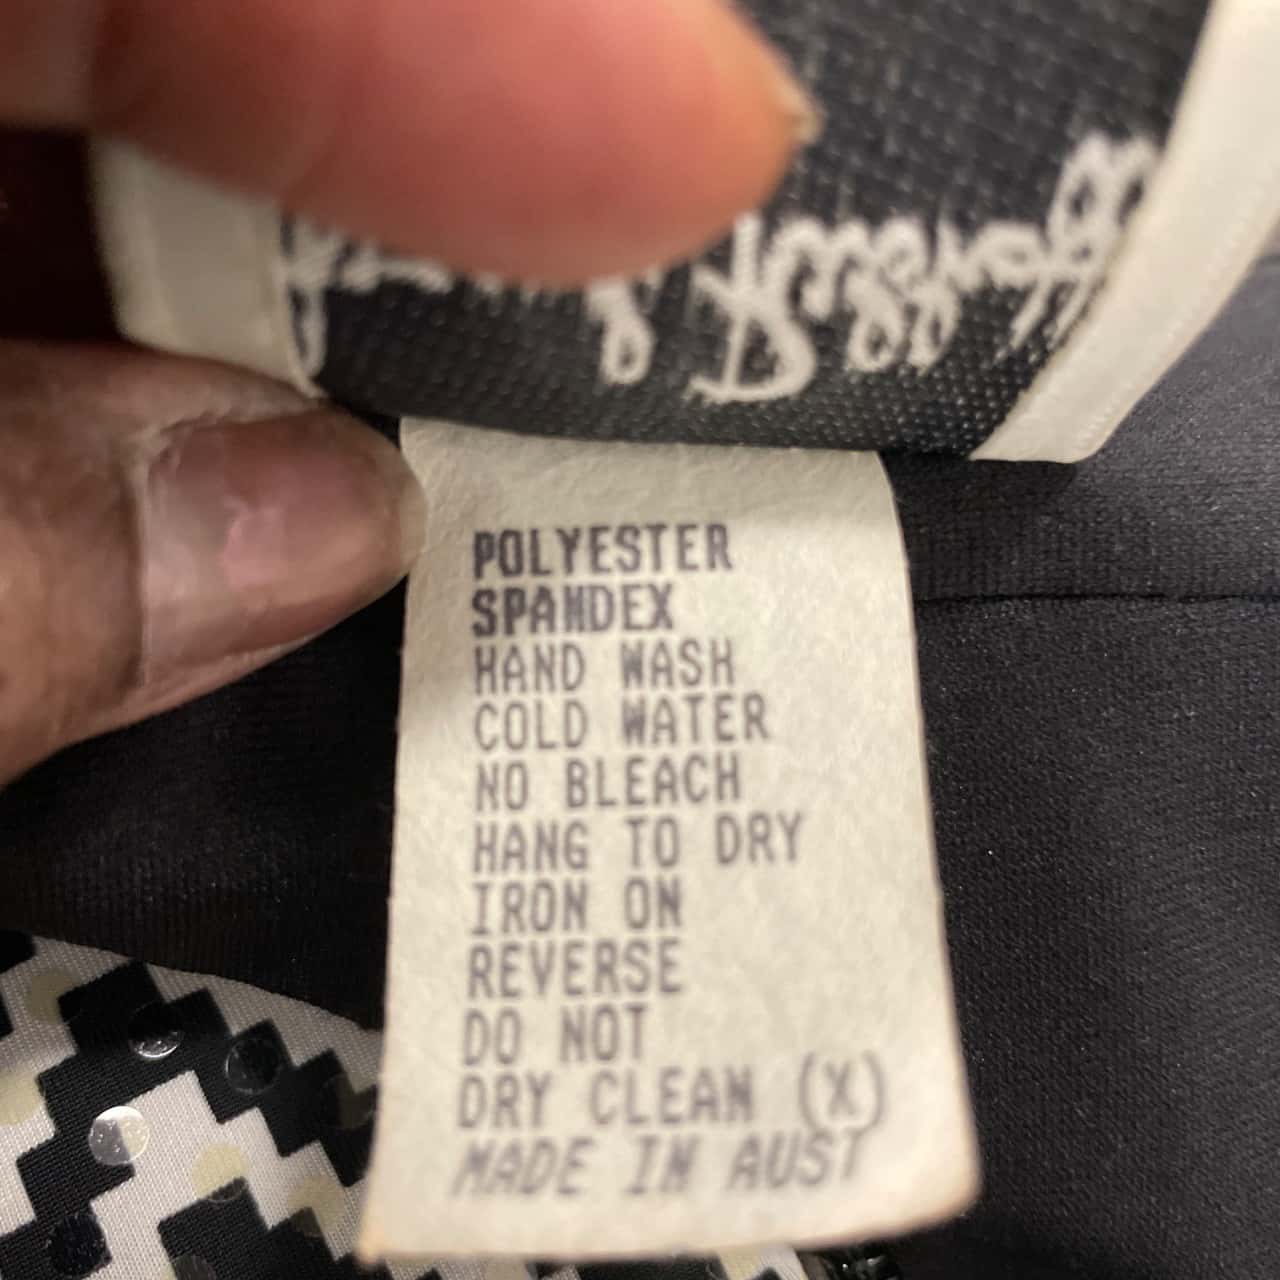 POLYESTER
SPANDEX
HAND WASH
COLD WATER
NO BLEACH
HANG TO DRY
IRON ON
REVERSE
DO NOT
DRY CLEAN (X)
MADE IN AUST